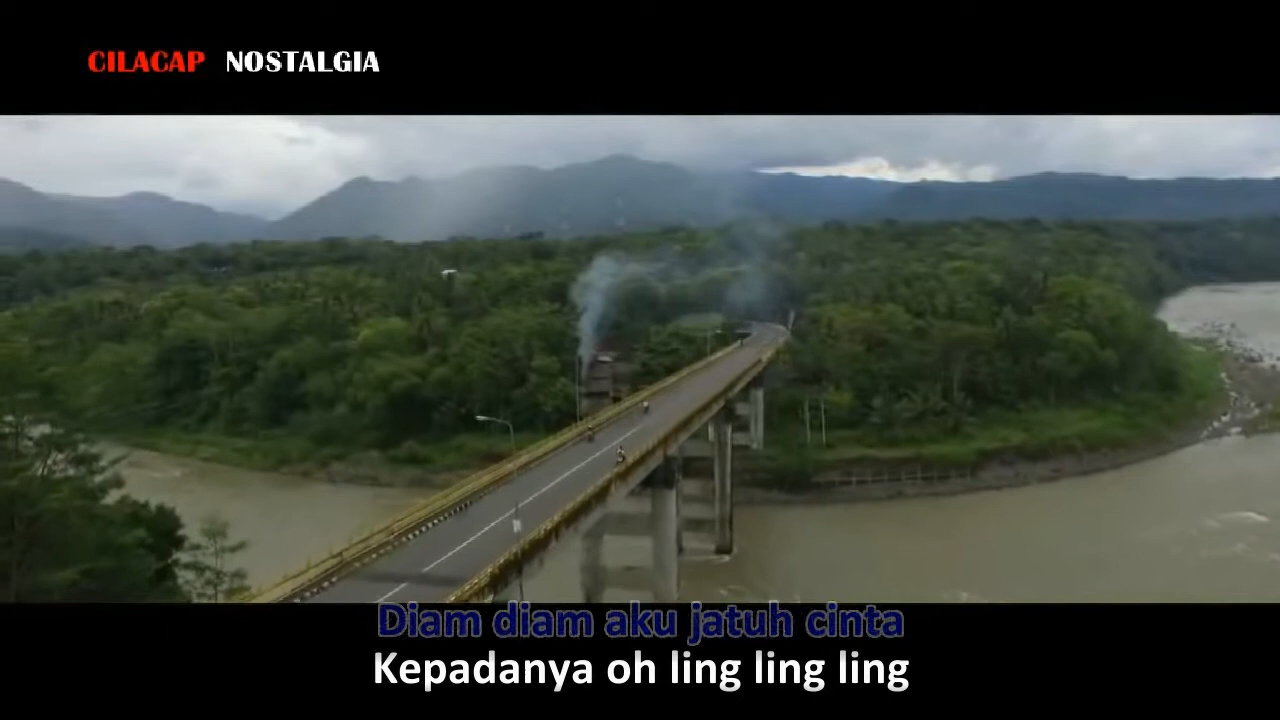 CILACAP NOSTALGIA
Diam diam aku jatuh cinta
Kepadanya oh ling ling ling